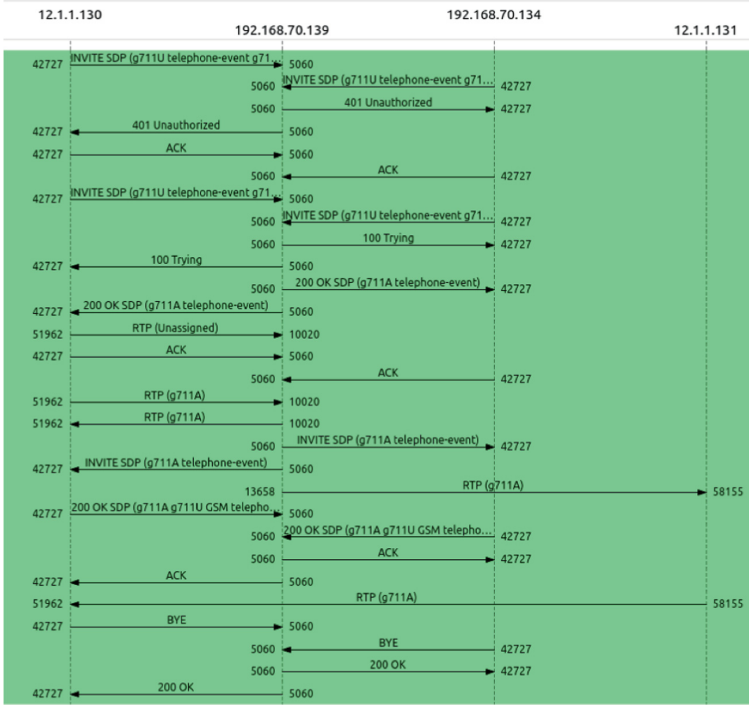 12.1.1.130
192.168.70.139
192.168.70.134
12.1.1.131
42727 INVITE SDP (g711U telephone-event g71... 5060
5060 INVITE SDP (g711U telephone-event g71... 42727
5060 401 Unauthorized 42727
42727 401 Unauthorized 5060
42727 ACK 5060
5060 ACK 42727
42727 INVITE SDP (g711U telephone-event g71... 5060
5060 INVITE SDP (g711U telephone-event g71... 42727
5060 100 Trying 42727
42727 100 Trying 5060
5060 200 OK SDP (g711A telephone-event) 42727
42727 200 OK SDP (g711A telephone-event) 5060
51962 RTP (Unassigned) 10020
42727 ACK 5060
5060 ACK 42727
51962 RTP (g711A) 10020
51962 RTP (g711A) 10020
5060 INVITE SDP (g711A telephone-event) 42727
42727 INVITE SDP (g711A telephone-event) 5060
13658 RTP (g711A) 58155
42727 200 OK SDP (g711A g711U GSM telepho... 5060
5060 200 OK SDP (g711A g711U GSM telepho... 42727
5060 ACK 42727
42727 ACK 5060
51962 RTP (g711A) 58155
42727 BYE 5060
5060 BYE 42727
5060 200 OK 42727
42727 200 OK 5060